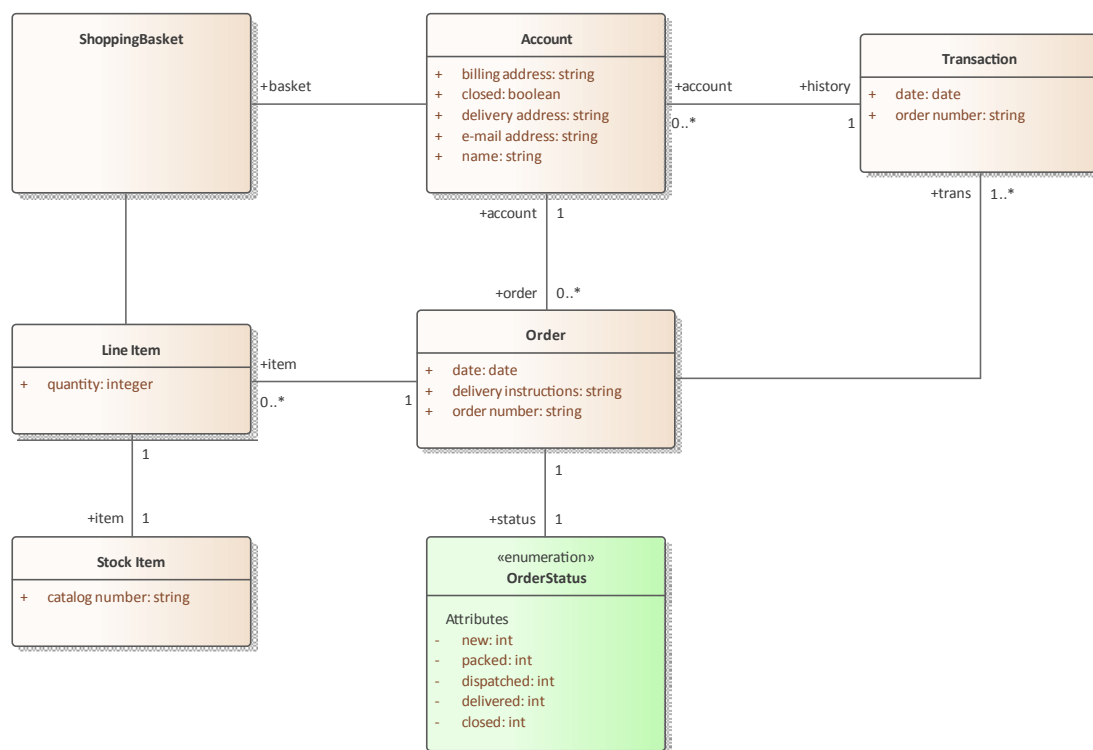 ShoppingBasket
+basket
Account
+ billing address: string
+ closed: boolean
+ delivery address: string
+ e-mail address: string
+ name: string
+account
0..*
+history
1
Transaction
+ date: date
+ order number: string
+trans
1..*
+account
1
+order
0..*
Line Item
+ quantity: integer
+item
0..*
1
Order
+ date: date
+ delivery instructions: string
+ order number: string
1
+item
1
Stock Item
+ catalog number: string
1
+status
1
«enumeration»
OrderStatus
Attributes
- new: int
- packed: int
- dispatched: int
- delivered: int
- closed: int